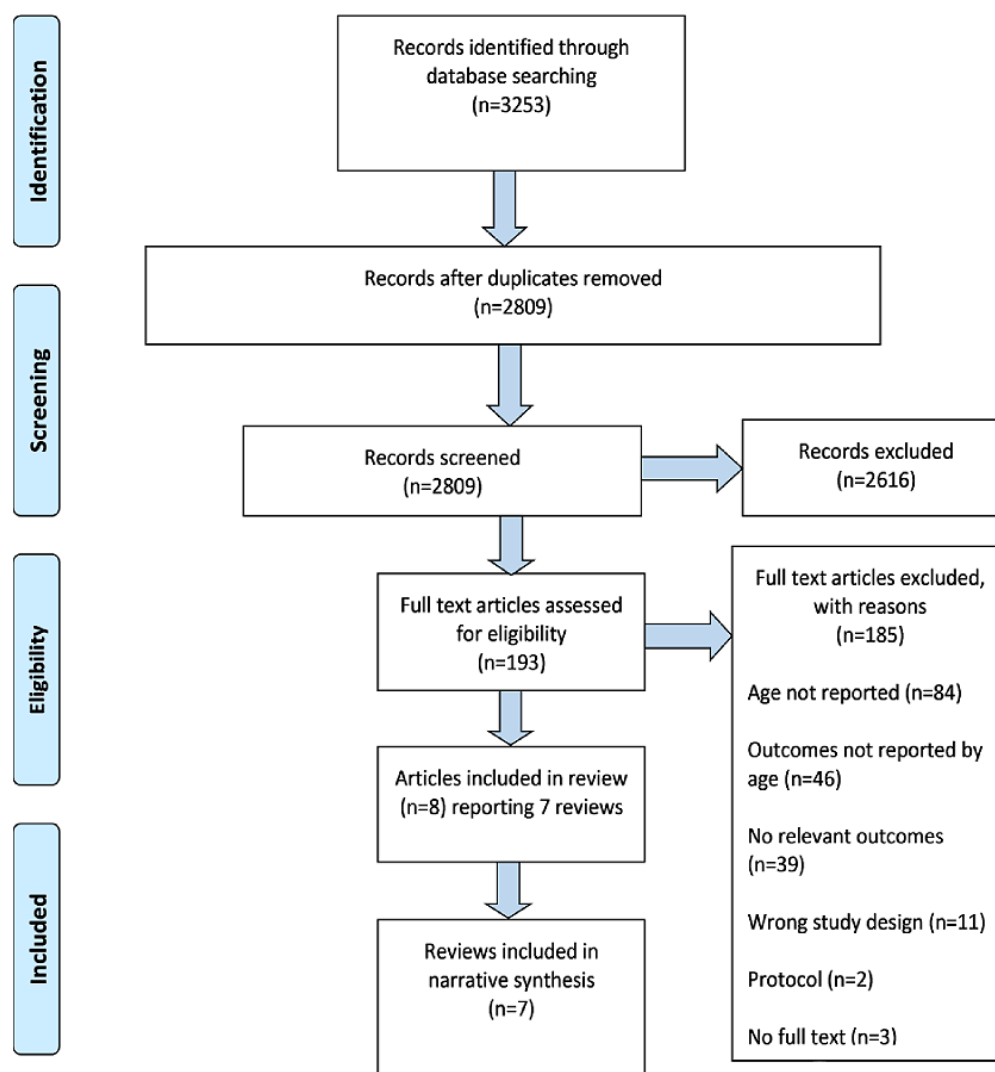 Identification
Records identified through
database searching
(n=3253)
Records after duplicates removed
(n=2809)
Screening
Records screened
(n=2809)
Records excluded
(n=2616)
Eligibility
Full text articles assessed
for eligibility
(n=193)
Full text articles excluded,
with reasons
(n=185)
Age not reported (n=84)
Outcomes not reported by
age (n=46)
No relevant outcomes
(n=39)
Wrong study design (n=11)
Protocol (n=2)
No full text (n=3)
Articles included in review
(n=8) reporting 7 reviews
Included
Reviews included in
narrative synthesis
(n=7)